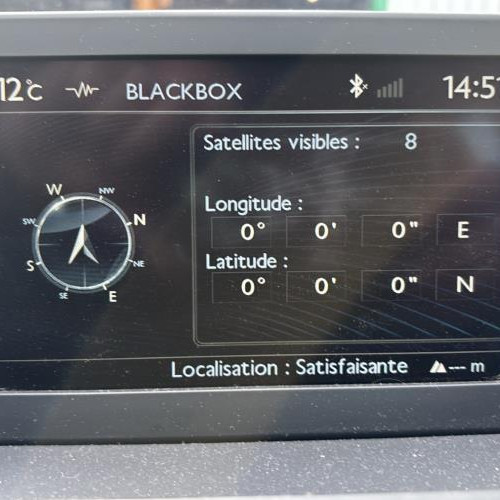 12°C BLACKBOX 14:51
Satellites visibles : 8
W NW
Longitude :
SW N
0° 0' 0" E
Latitude :
S NE
0° 0' 0" N
SE E
Localisation : Satisfaisante --- m